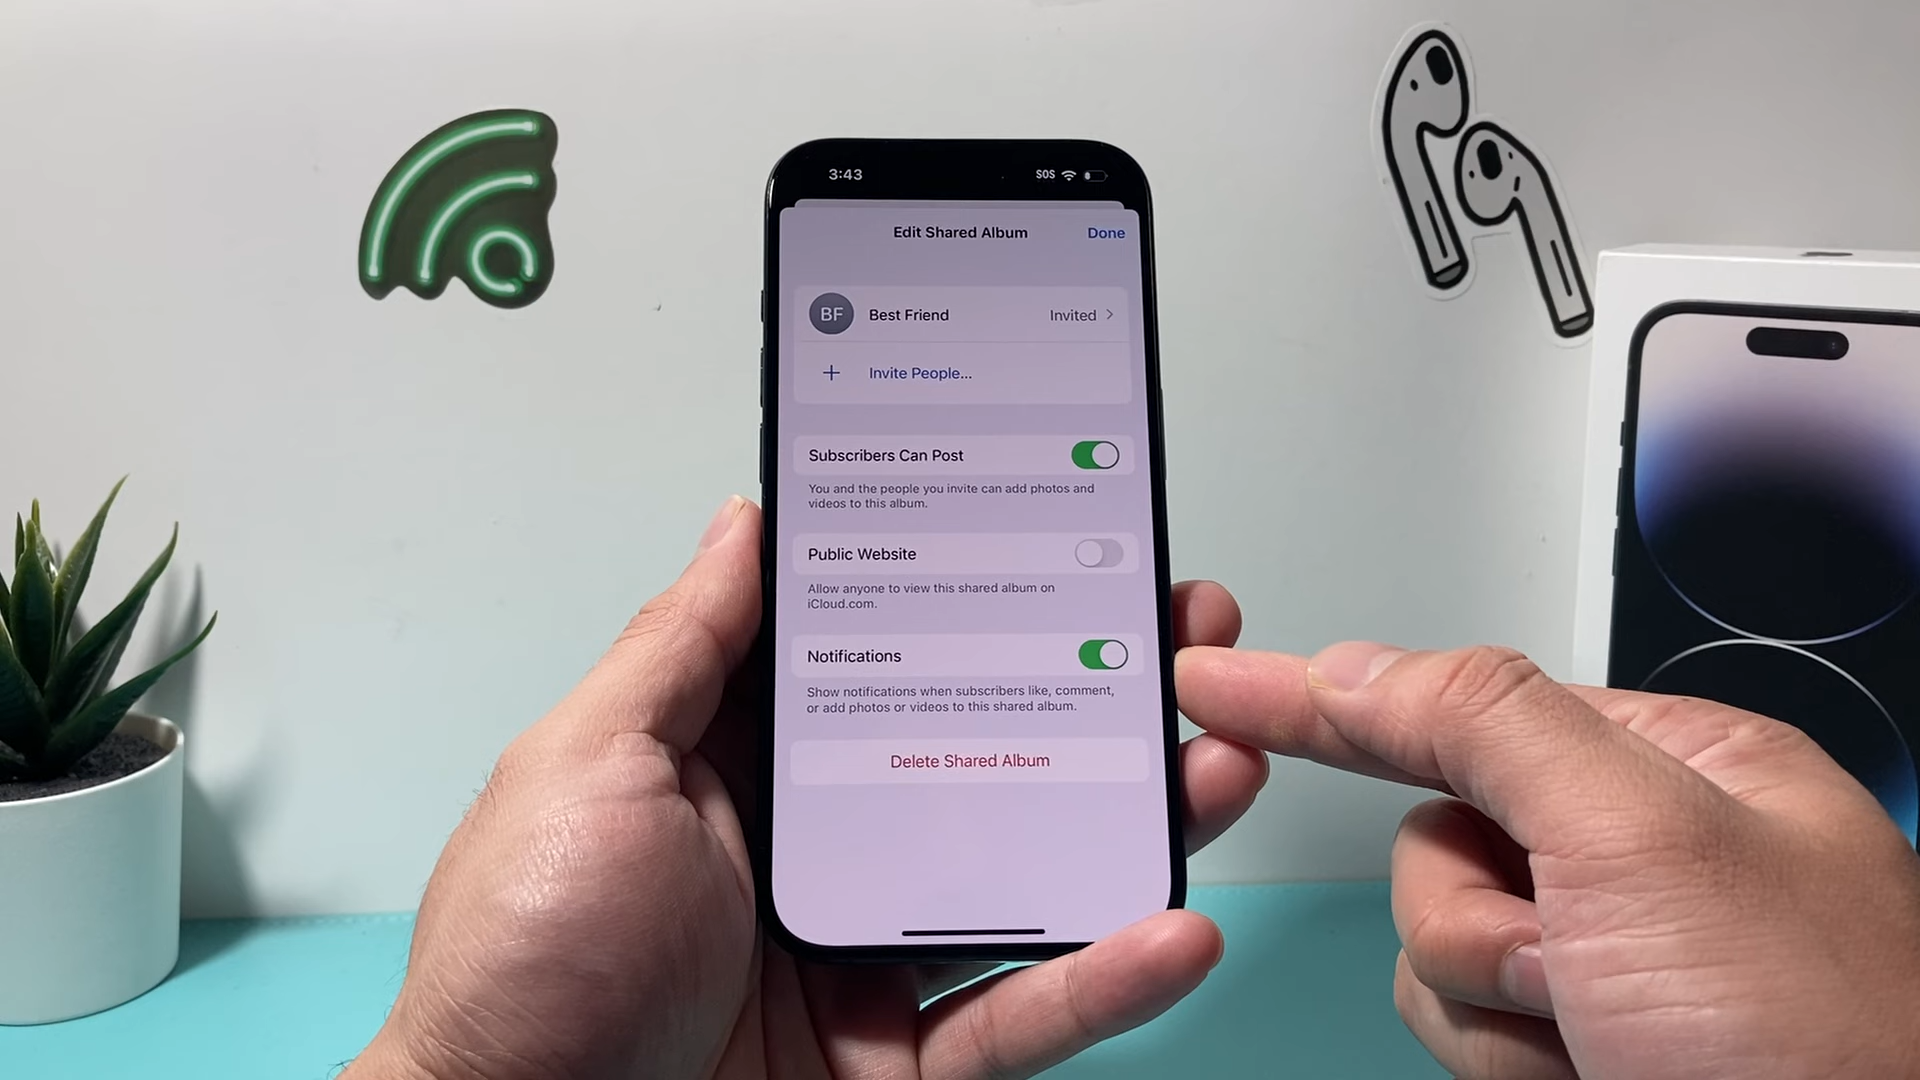 3:43
SOS
Edit Shared Album
Done
BF
Best Friend
Invited
Invite People...
Subscribers Can Post
You and the people you invite can add photos and
videos to this album.
Public Website
Allow anyone to view this shared album on
iCloud.com.
Notifications
Show notifications when subscribers like, comment,
or add photos or videos to this shared album.
Delete Shared Album